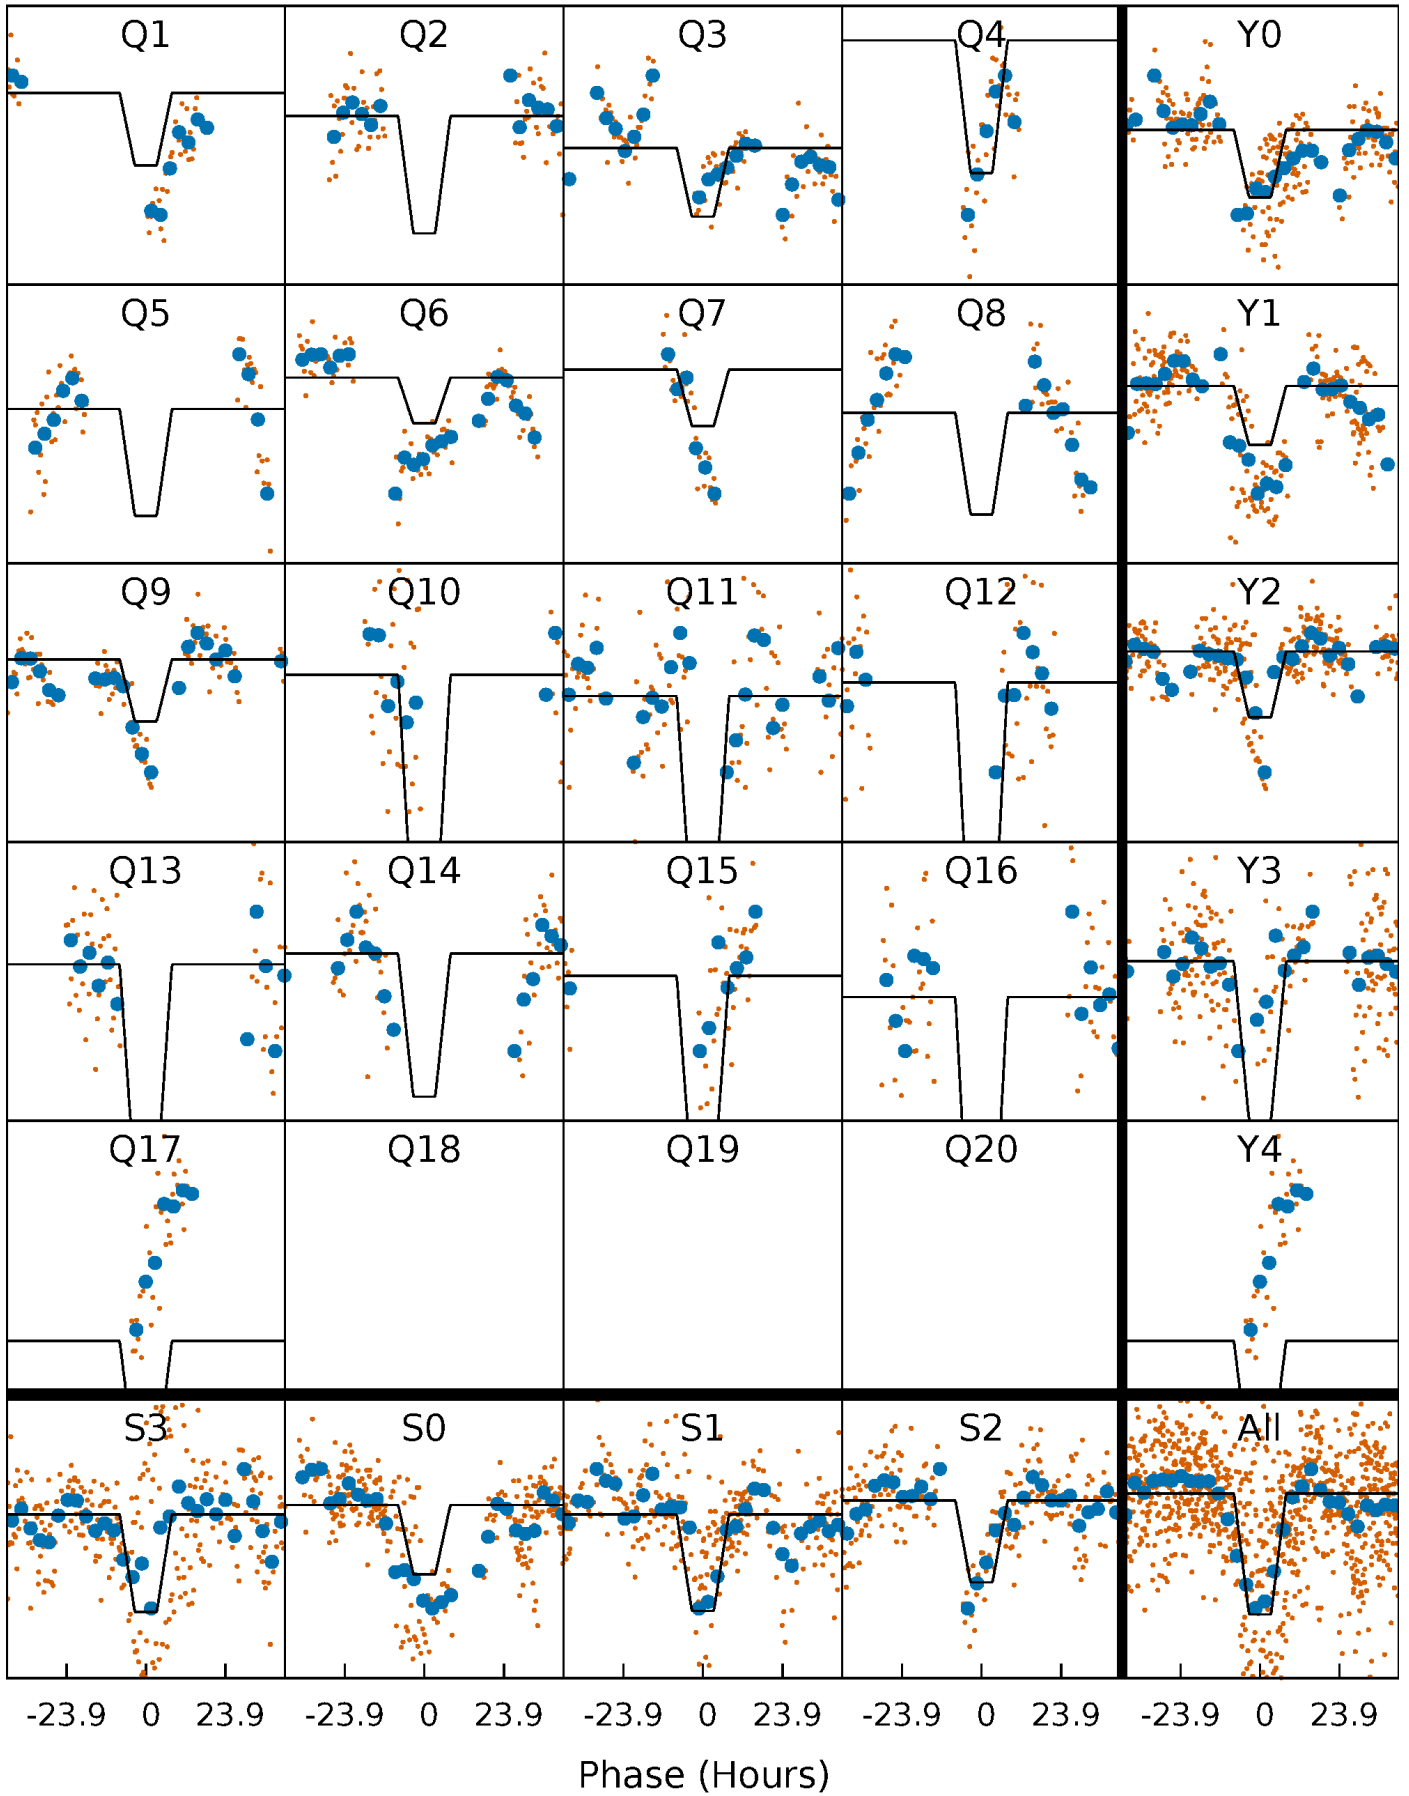 Q1 Q2 Q3 Q4 Y0
Q5 Q6 Q7 Q8 Y1
Q9 Q10 Q11 Q12 Y2
Q13 Q14 Q15 Q16 Y3
Q17 Q18 Q19 Q20 Y4
S3 S0 S1 S2 All
-23.9 0 23.9 -23.9 0 23.9 -23.9 0 23.9 -23.9 0 23.9 -23.9 0 23.9
Phase (Hours)